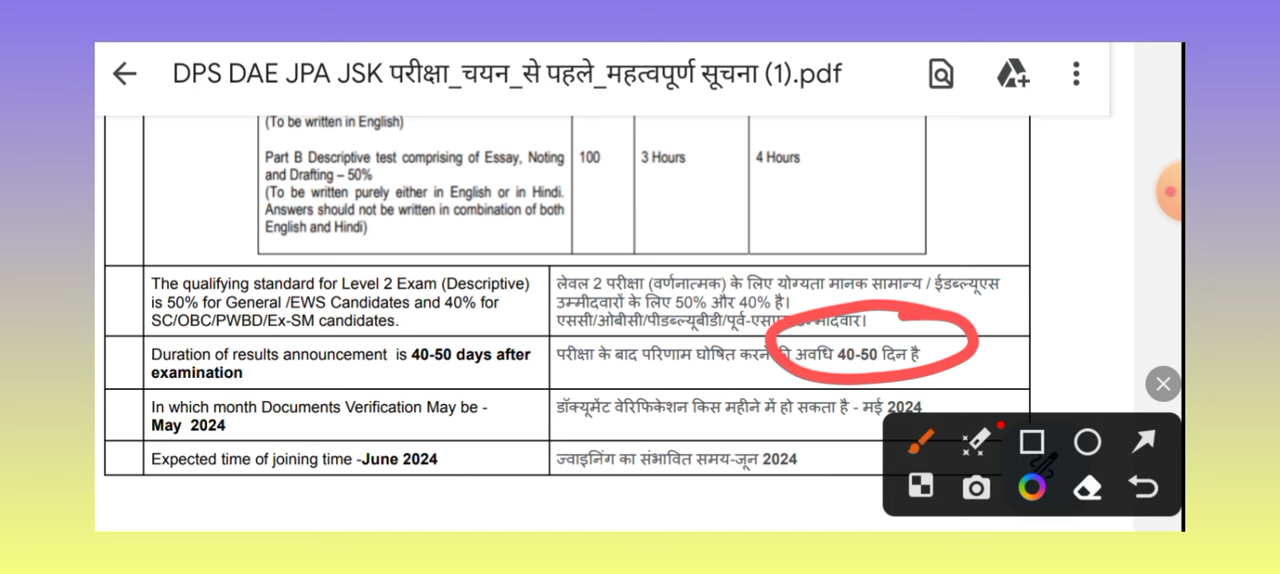 DPS DAE JPA JSK परीक्षा_चयन_से पहले_महत्वपूर्ण सूचना (1).pdf
(To be written in English)
Part B Descriptive test comprising of Essay, Noting
and Drafting – 50%
(To be written purely either in English or in Hindi.
Answers should not be written in combination of both
English and Hindi)
100
3 Hours
4 Hours
The qualifying standard for Level 2 Exam (Descriptive)
is 50% for General /EWS Candidates and 40% for
SC/OBC/PWBD/Ex-SM candidates.
लेवल 2 परीक्षा (वर्णनात्मक) के लिए योग्यता मानक सामान्य / ईडब्ल्यूएस
उम्मीदवारों के लिए 50% और 40% है।
एससी/ओबीसी/पीडब्ल्यूबीडी/पूर्व-एसएम उम्मीदवार।
Duration of results announcement is 40-50 days after
examination
परीक्षा के बाद परिणाम घोषित करने की अवधि 40-50 दिन है
In which month Documents Verification May be -
May 2024
डॉक्यूमेंट वेरिफिकेशन किस महीने में हो सकता है - मई 2024
Expected time of joining time -June 2024
ज्वाइनिंग का संभावित समय-जून 2024